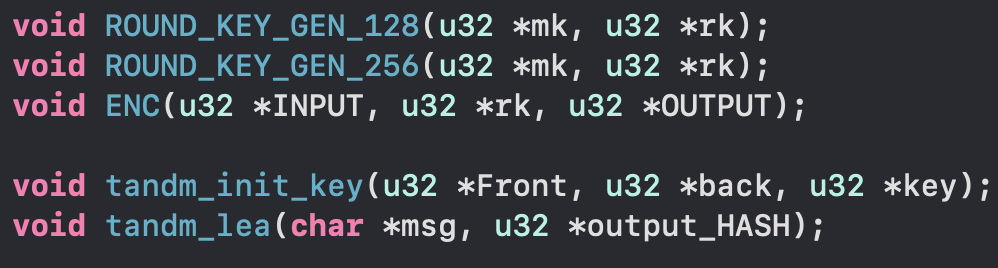 void ROUND_KEY_GEN_128(u32 *mk, u32 *rk);
void ROUND_KEY_GEN_256(u32 *mk, u32 *rk);
void ENC(u32 *INPUT, u32 *rk, u32 *OUTPUT);
void tandm_init_key(u32 *Front, u32 *back, u32 *key);
void tandm_lea(char *msg, u32 *output_HASH);